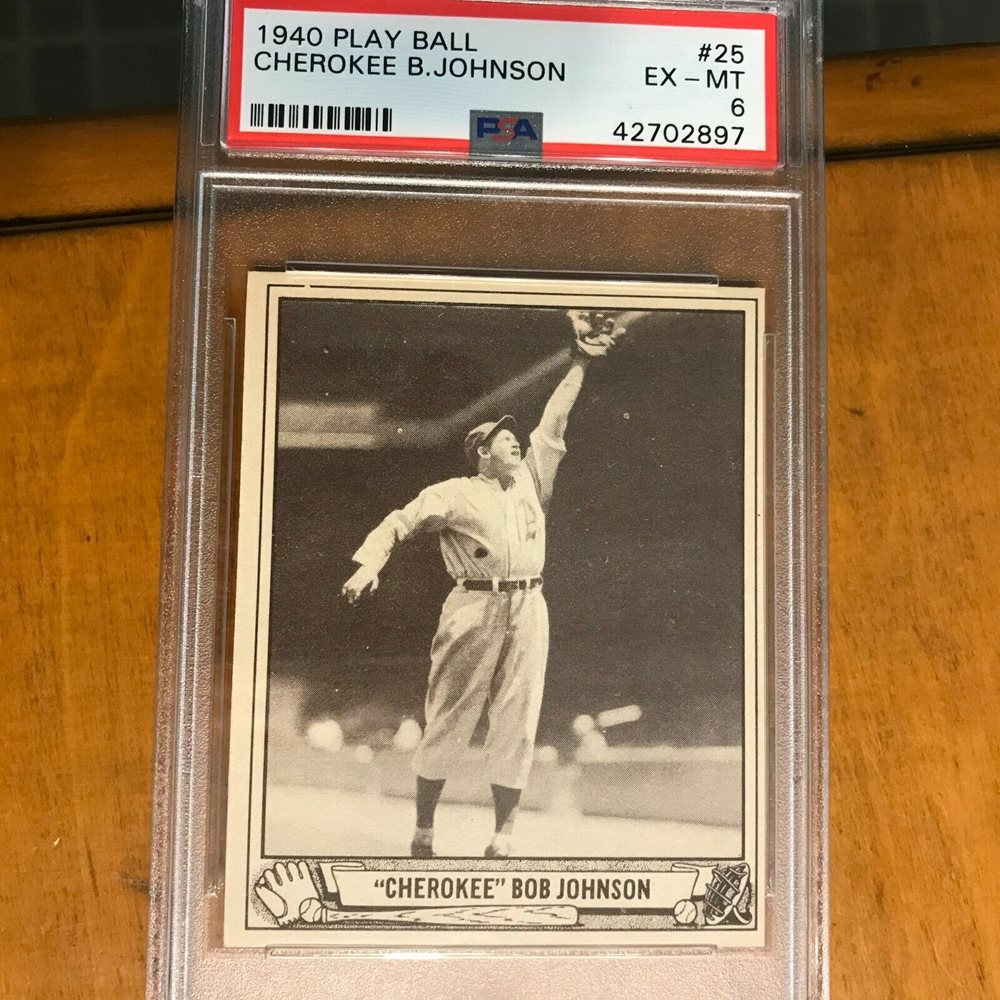 1940 PLAY BALL #25
CHEROKEE B.JOHNSON EX – MT
6
PSA 42702897
"CHEROKEE" BOB JOHNSON